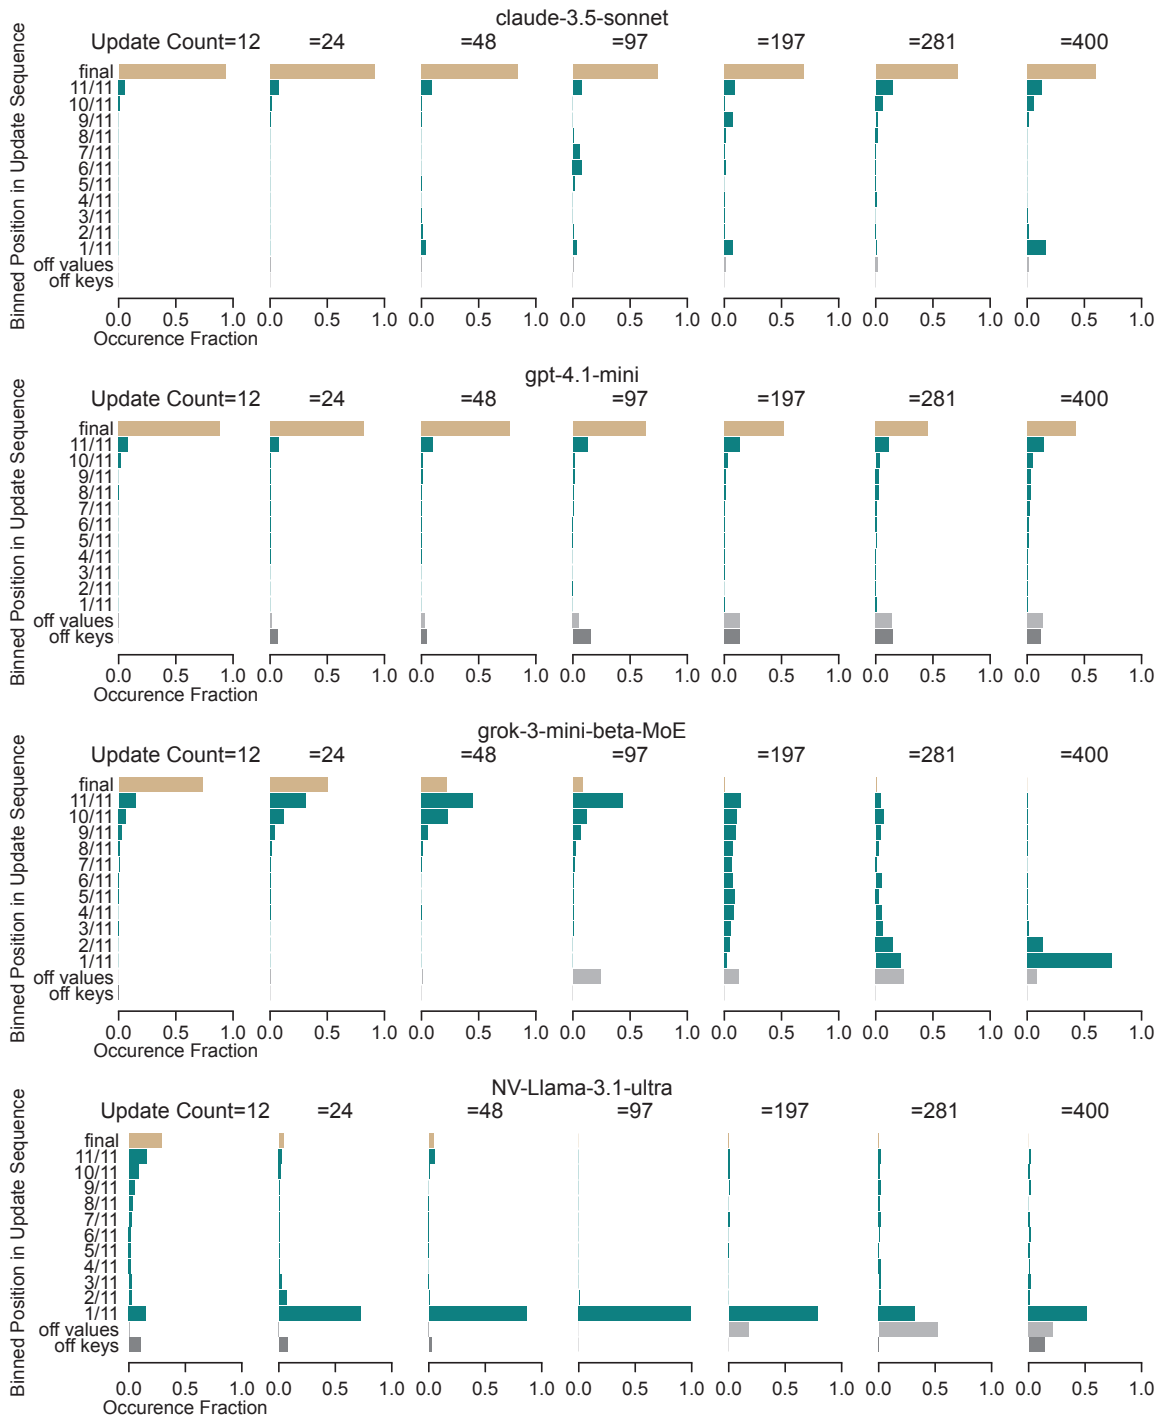 claude-3.5-sonnet
Update Count=12 =24 =48 =97 =197 =281 =400
Binned Position in Update Sequence
final
11/11
10/11
9/11
8/11
7/11
6/11
5/11
4/11
3/11
2/11
1/11
off values
off keys
0.0 0.5 1.0 0.0 0.5 1.0 0.0 0.5 1.0 0.0 0.5 1.0 0.0 0.5 1.0 0.0 0.5 1.0 0.0 0.5 1.0
Occurence Fraction
gpt-4.1-mini
Update Count=12 =24 =48 =97 =197 =281 =400
Binned Position in Update Sequence
final
11/11
10/11
9/11
8/11
7/11
6/11
5/11
4/11
3/11
2/11
1/11
off values
off keys
0.0 0.5 1.0 0.0 0.5 1.0 0.0 0.5 1.0 0.0 0.5 1.0 0.0 0.5 1.0 0.0 0.5 1.0 0.0 0.5 1.0
Occurence Fraction
grok-3-mini-beta-MoE
Update Count=12 =24 =48 =97 =197 =281 =400
Binned Position in Update Sequence
final
11/11
10/11
9/11
8/11
7/11
6/11
5/11
4/11
3/11
2/11
1/11
off values
off keys
0.0 0.5 1.0 0.0 0.5 1.0 0.0 0.5 1.0 0.0 0.5 1.0 0.0 0.5 1.0 0.0 0.5 1.0 0.0 0.5 1.0
Occurence Fraction
NV-Llama-3.1-ultra
Update Count=12 =24 =48 =97 =197 =281 =400
Binned Position in Update Sequence
final
11/11
10/11
9/11
8/11
7/11
6/11
5/11
4/11
3/11
2/11
1/11
off values
off keys
0.0 0.5 1.0 0.0 0.5 1.0 0.0 0.5 1.0 0.0 0.5 1.0 0.0 0.5 1.0 0.0 0.5 1.0 0.0 0.5 1.0
Occurence Fraction